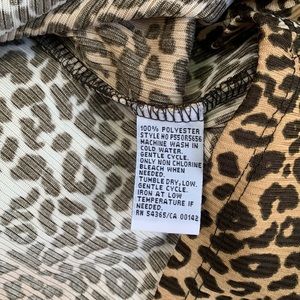 100% POLYESTER
STYLE NO P550R5656
MACHINE WASH IN
COLD WATER.
GENTLE CYCLE.
ONLY NON CHLORINE
BLEACH WHEN
NEEDED.
TUMBLE DRY, LOW.
GENTLE CYCLE.
IRON AT LOW
TEMPERATURE IF
NEEDED.
RN 54365/CA 00142